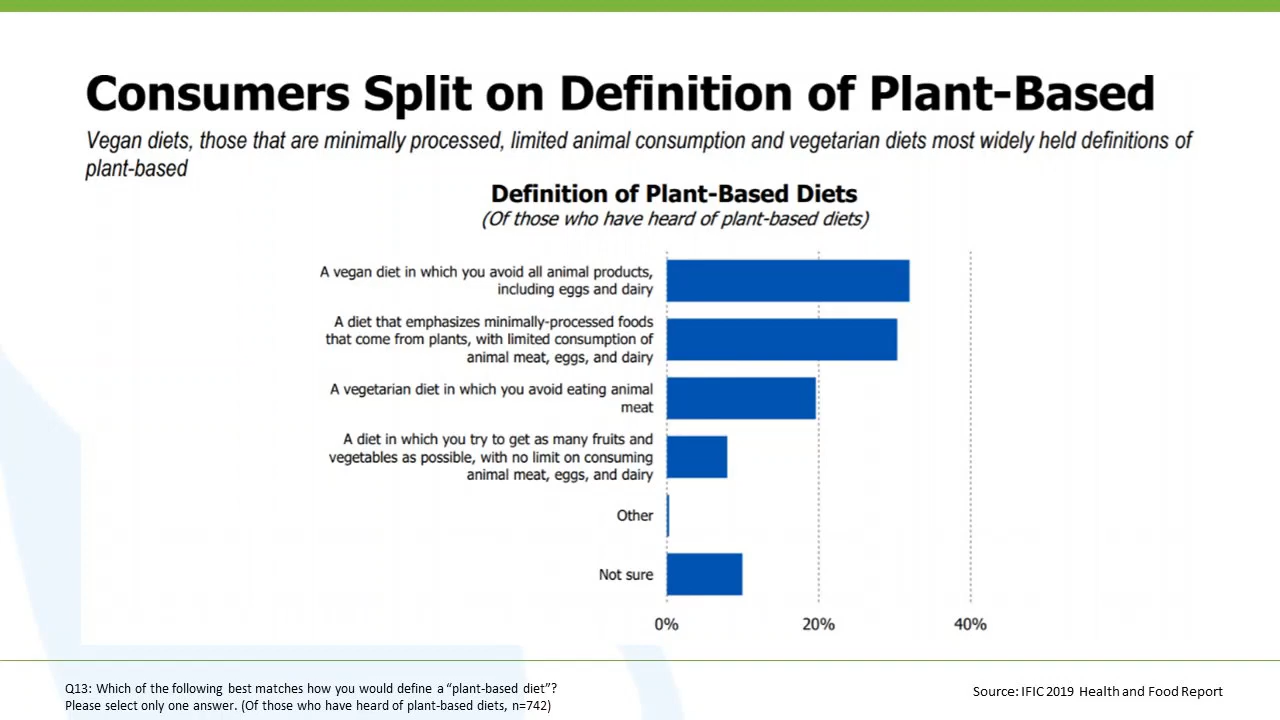 Consumers Split on Definition of Plant-Based
Vegan diets, those that are minimally processed, limited animal consumption and vegetarian diets most widely held definitions of
plant-based
Definition of Plant-Based Diets
(Of those who have heard of plant-based diets)
A vegan diet in which you avoid all animal products,
including eggs and dairy
A diet that emphasizes minimally-processed foods
that come from plants, with limited consumption of
animal meat, eggs, and dairy
A vegetarian diet in which you avoid eating animal
meat
A diet in which you try to get as many fruits and
vegetables as possible, with no limit on consuming
animal meat, eggs, and dairy
Other
Not sure
0%
20%
40%
Q13: Which of the following best matches how you would define a “plant-based diet”?
Please select only one answer. (Of those who have heard of plant-based diets, n=742)
Source: IFIC 2019 Health and Food Report